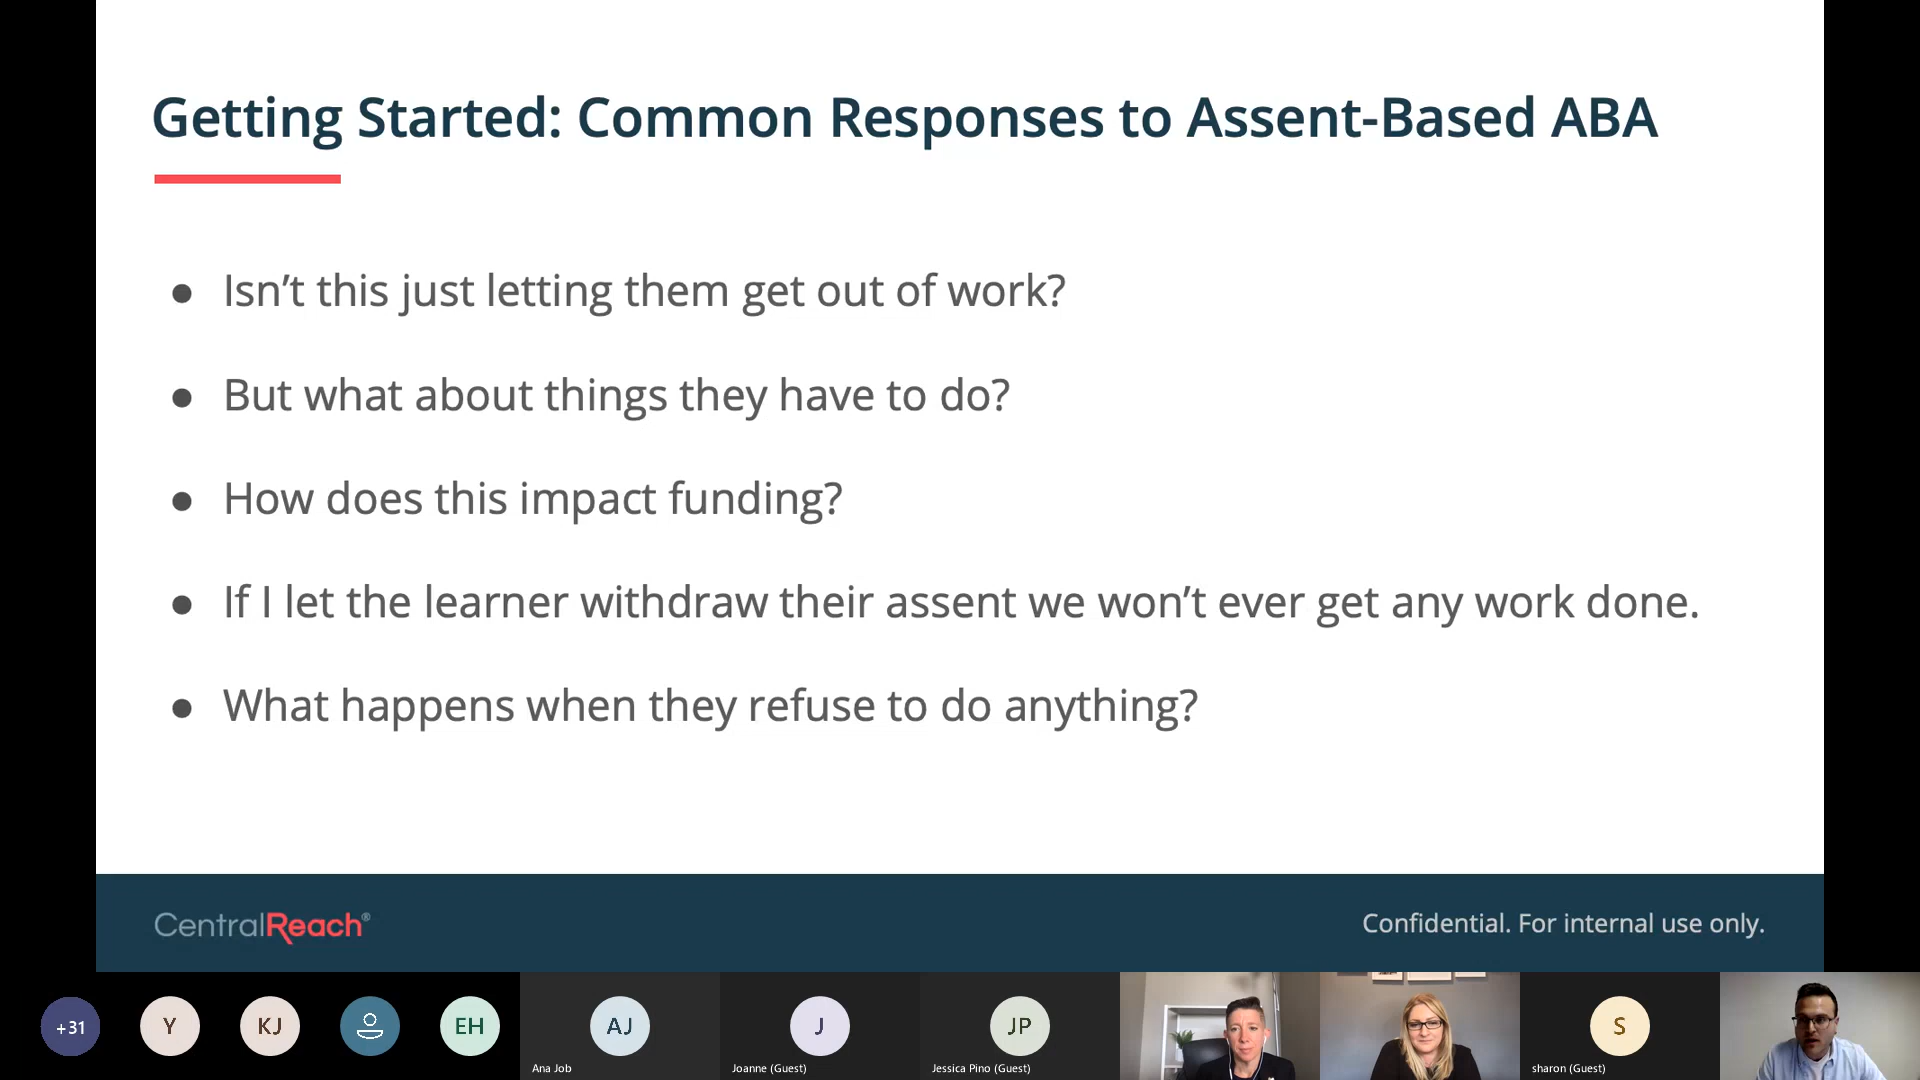 Getting Started: Common Responses to Assent-Based ABA
● Isn’t this just letting them get out of work?
● But what about things they have to do?
● How does this impact funding?
● If I let the learner withdraw their assent we won’t ever get any work done.
● What happens when they refuse to do anything?
CentralReach®
Confidential. For internal use only.
+31
Y
KJ
EH
AJ
J
JP
S
Ana Job
Joanne (Guest)
Jessica Pino (Guest)
sharon (Guest)